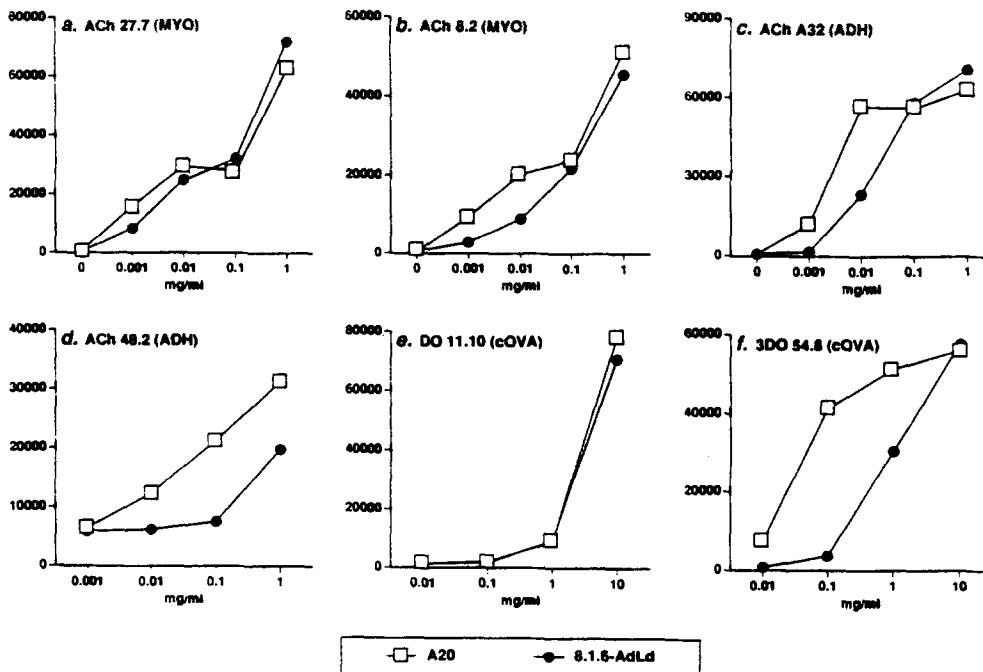 a. ACh 27.7 (MYO)
80000
60000
40000
20000
0
0 0.001 0.01 0.1 1
mg/ml
b. ACh 8.2 (MYO)
60000
40000
20000
0
0 0.001 0.01 0.1 1
mg/ml
c. ACh A32 (ADH)
90000
60000
30000
0
0 0.001 0.01 0.1 1
mg/ml
d. ACh 48.2 (ADH)
40000
30000
20000
10000
0
0.001 0.01 0.1 1
mg/ml
e. DO 11.10 (cOVA)
80000
60000
40000
20000
0
0.01 0.1 1 10
mg/ml
f. 3DO 54.8 (cOVA)
60000
40000
20000
0
0.01 0.1 1 10
mg/ml
A20
8.1.6-AdLd